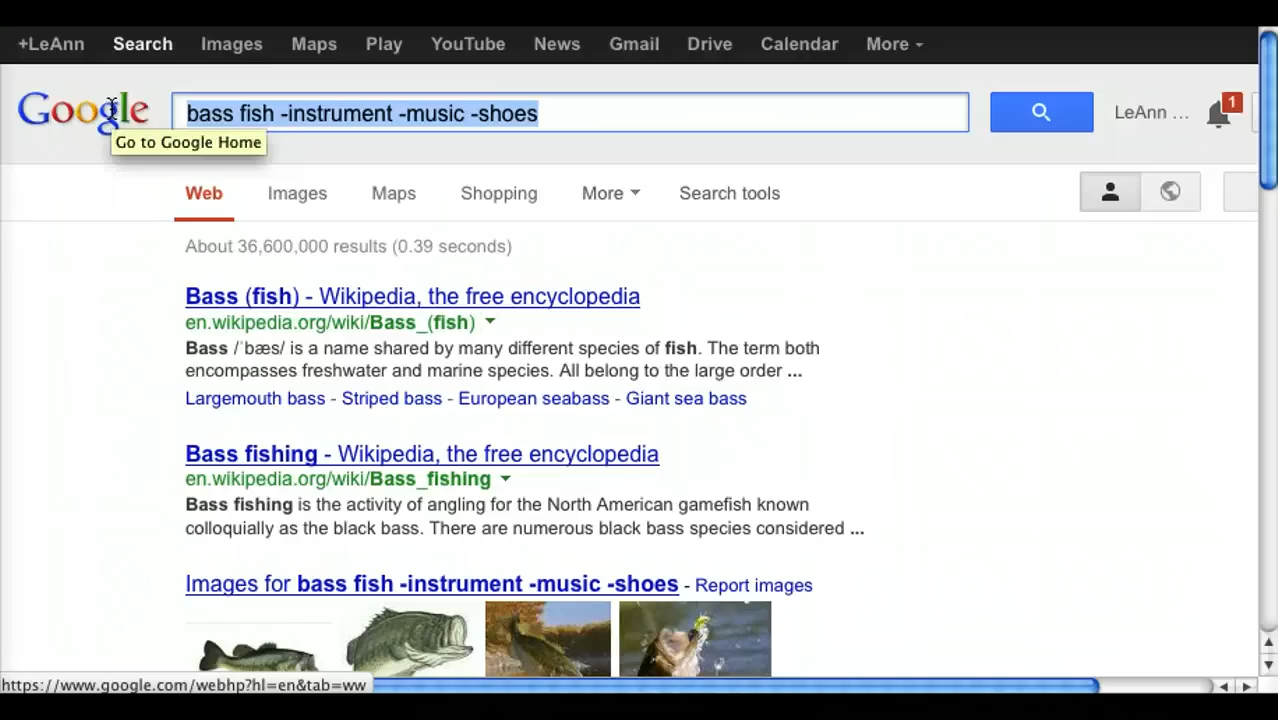 +LeAnn Search Images Maps Play YouTube News Gmail Drive Calendar More
Google bass fish -instrument -music -shoes LeAnn ... 1
Go to Google Home
Web Images Maps Shopping More Search tools
About 36,600,000 results (0.39 seconds)
Bass (fish) - Wikipedia, the free encyclopedia
en.wikipedia.org/wiki/Bass_(fish)
Bass /ˈbæs/ is a name shared by many different species of fish. The term both
encompasses freshwater and marine species. All belong to the large order ...
Largemouth bass - Striped bass - European seabass - Giant sea bass
Bass fishing - Wikipedia, the free encyclopedia
en.wikipedia.org/wiki/Bass_fishing
Bass fishing is the activity of angling for the North American gamefish known
colloquially as the black bass. There are numerous black bass species considered ...
Images for bass fish -instrument -music -shoes - Report images
https://www.google.com/webhp?hl=en&tab=ww